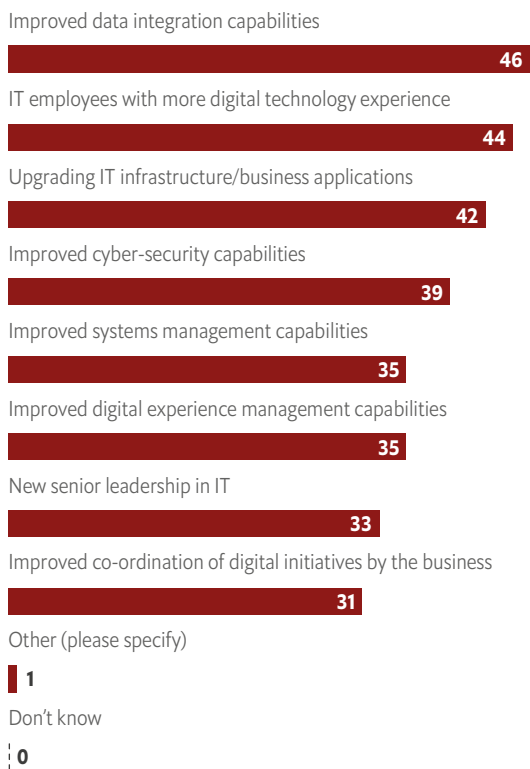 Improved data integration capabilities
46
IT employees with more digital technology experience
44
Upgrading IT infrastructure/business applications
42
Improved cyber-security capabilities
39
Improved systems management capabilities
35
Improved digital experience management capabilities
35
New senior leadership in IT
33
Improved co-ordination of digital initiatives by the business
31
Other (please specify)
1
Don’t know
0